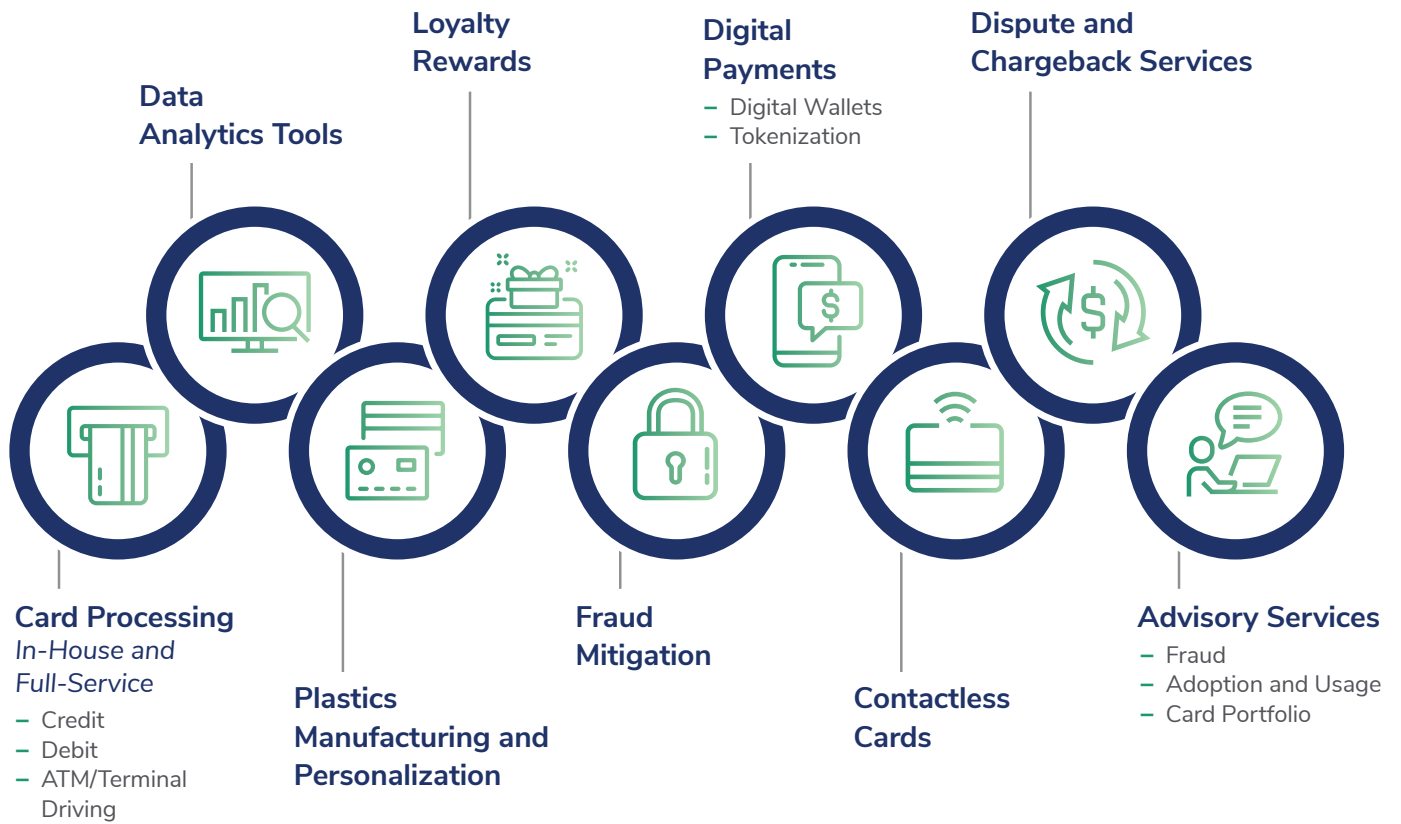 Loyalty
Rewards
Digital
Payments
– Digital Wallets
– Tokenization
Dispute and
Chargeback Services
Data
Analytics Tools
$
$
Card Processing
In-House and
Full-Service
– Credit
– Debit
– ATM/Terminal
Driving
Plastics
Manufacturing and
Personalization
Fraud
Mitigation
Contactless
Cards
Advisory Services
– Fraud
– Adoption and Usage
– Card Portfolio